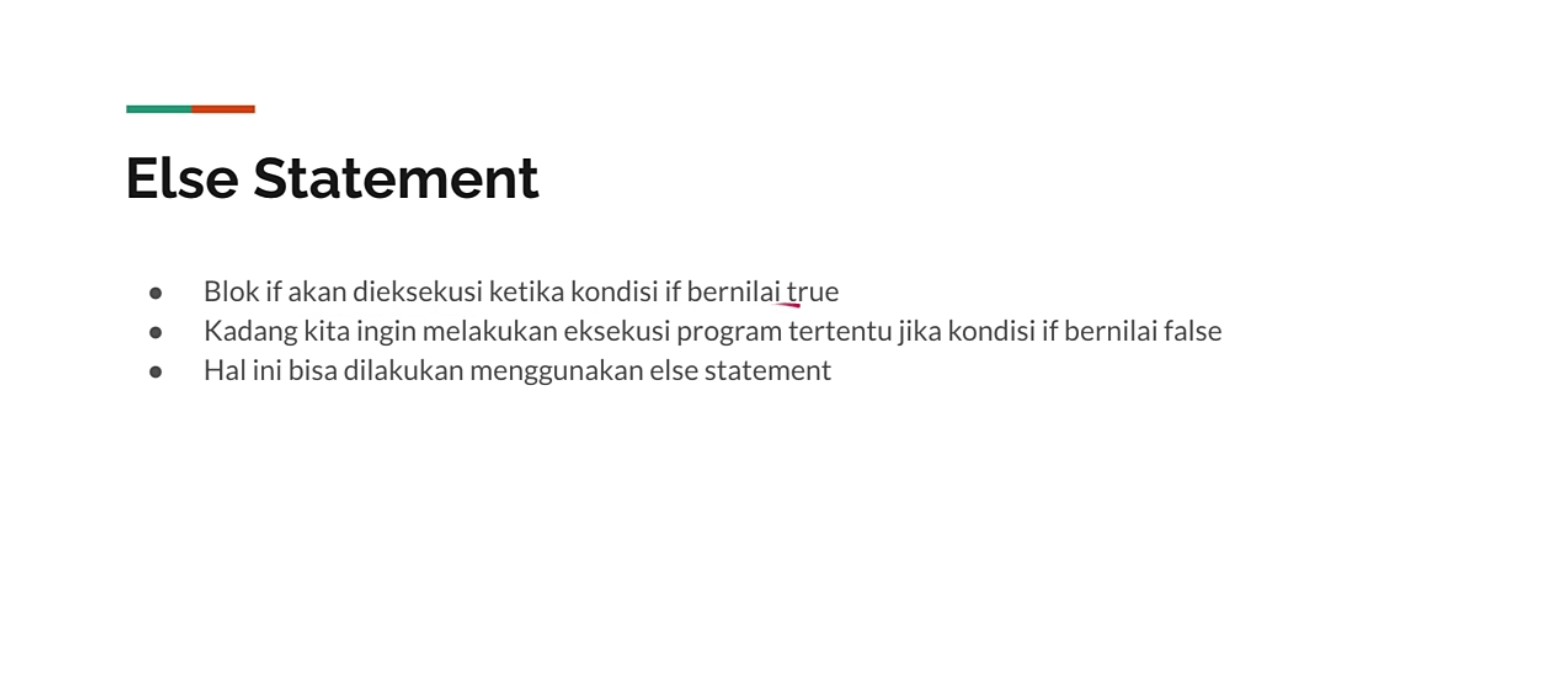 Else Statement
● Blok if akan dieksekusi ketika kondisi if bernilai true
● Kadang kita ingin melakukan eksekusi program tertentu jika kondisi if bernilai false
● Hal ini bisa dilakukan menggunakan else statement